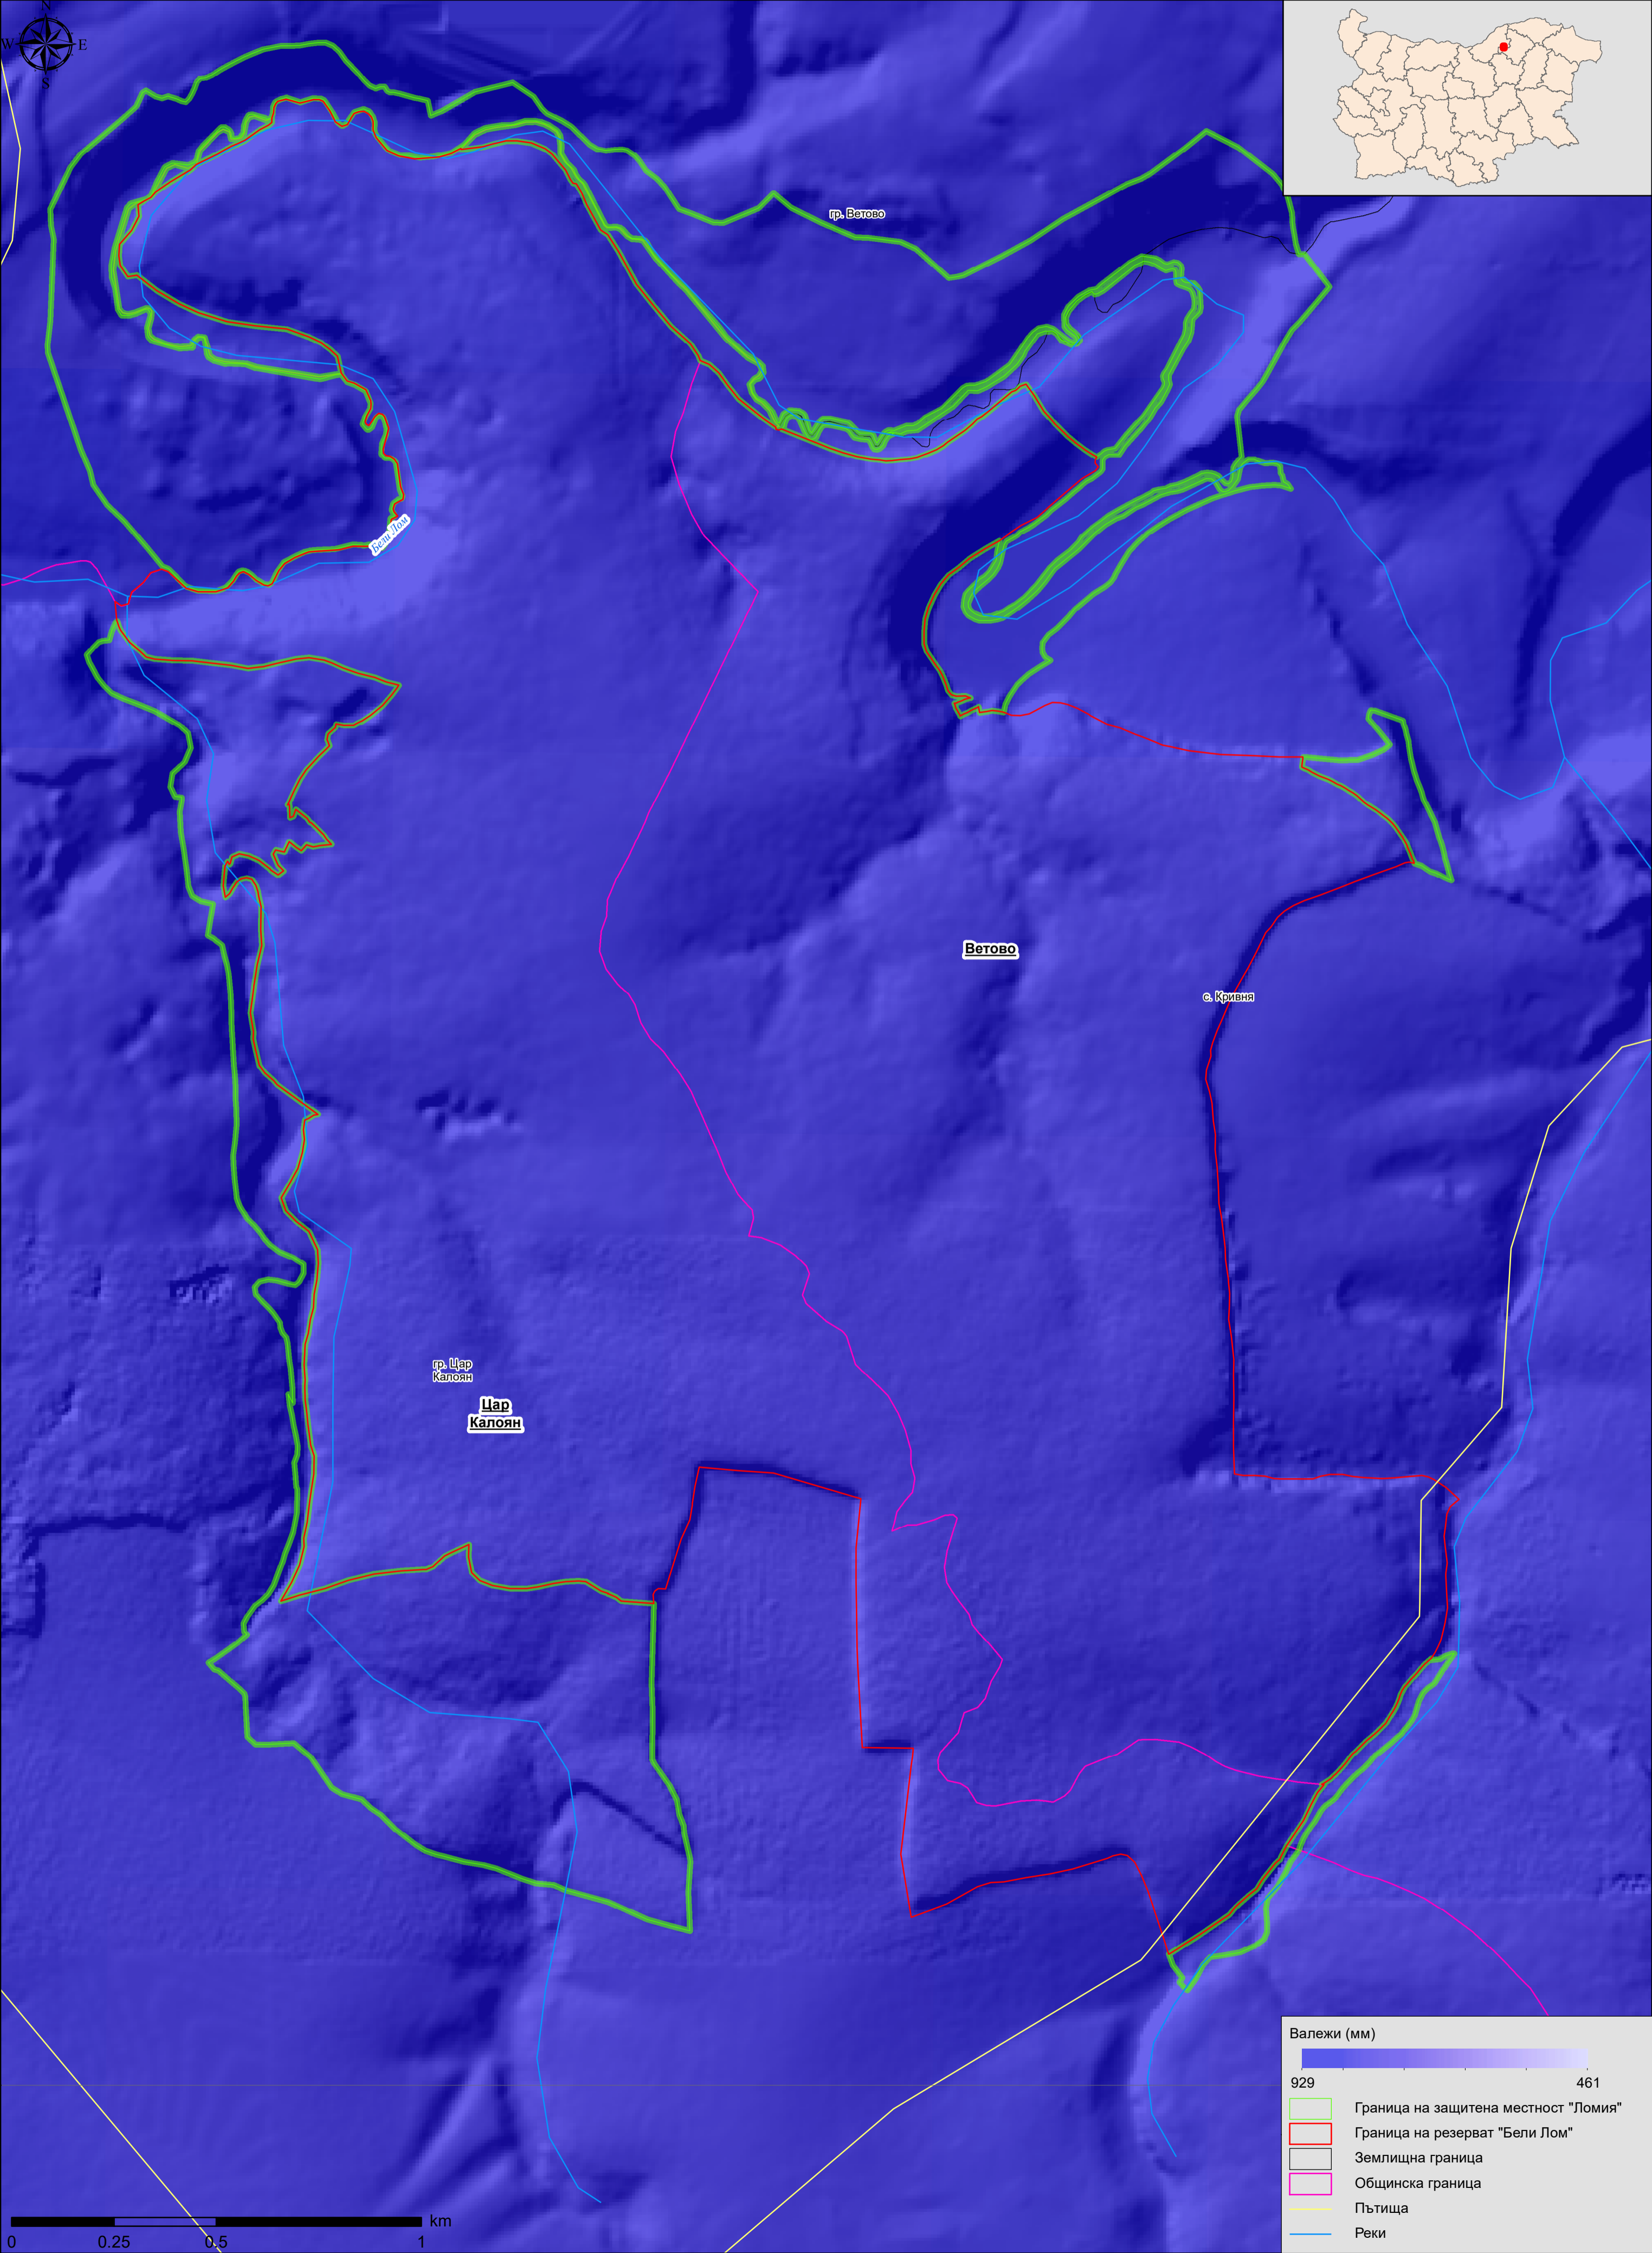 N
W
E
S
гр. Ветово
Бели Лом
Ветово
с. Кривня
гр. Цар
Калоян
Цар
Калоян
Валежи (мм)
929
461
Граница на защитена местност "Ломия"
Граница на резерват "Бели Лом"
Землищна граница
Общинска граница
Пътища
Реки
km
0
0.25
0.5
1